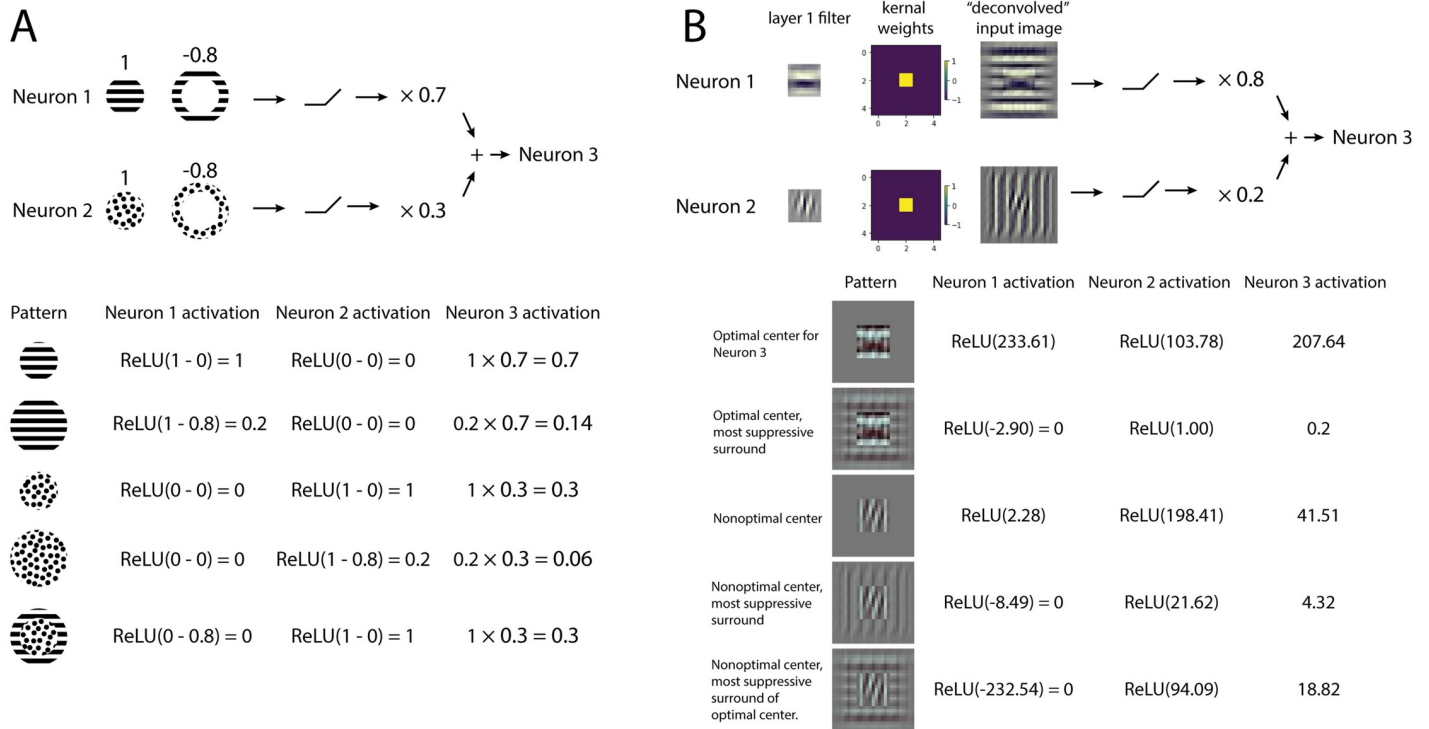 A
1
-0.8
Neuron 1
× 0.7
+
Neuron 3
1
-0.8
Neuron 2
× 0.3
Pattern Neuron 1 activation Neuron 2 activation Neuron 3 activation
ReLU(1 - 0) = 1 ReLU(0 - 0) = 0 1 × 0.7 = 0.7
ReLU(1 - 0.8) = 0.2 ReLU(0 - 0) = 0 0.2 × 0.7 = 0.14
ReLU(0 - 0) = 0 ReLU(1 - 0) = 1 1 × 0.3 = 0.3
ReLU(0 - 0) = 0 ReLU(1 - 0.8) = 0.2 0.2 × 0.3 = 0.06
ReLU(0 - 0.8) = 0 ReLU(1 - 0) = 1 1 × 0.3 = 0.3
B
layer 1 filter
kernal
weights
“deconvolved”
input image
Neuron 1
0
2
4
0 2 4
1
0
−1
× 0.8
+
Neuron 3
Neuron 2
0
2
4
0 2 4
1
0
−1
× 0.2
Pattern Neuron 1 activation Neuron 2 activation Neuron 3 activation
Optimal center for
Neuron 3
ReLU(233.61) ReLU(103.78) 207.64
Optimal center,
most suppressive
surround
ReLU(-2.90) = 0 ReLU(1.00) 0.2
Nonoptimal center
ReLU(2.28) ReLU(198.41) 41.51
Nonoptimal center,
most suppressive
surround
ReLU(-8.49) = 0 ReLU(21.62) 4.32
Nonoptimal center,
most suppressive
surround of
optimal center.
ReLU(-232.54) = 0 ReLU(94.09) 18.82